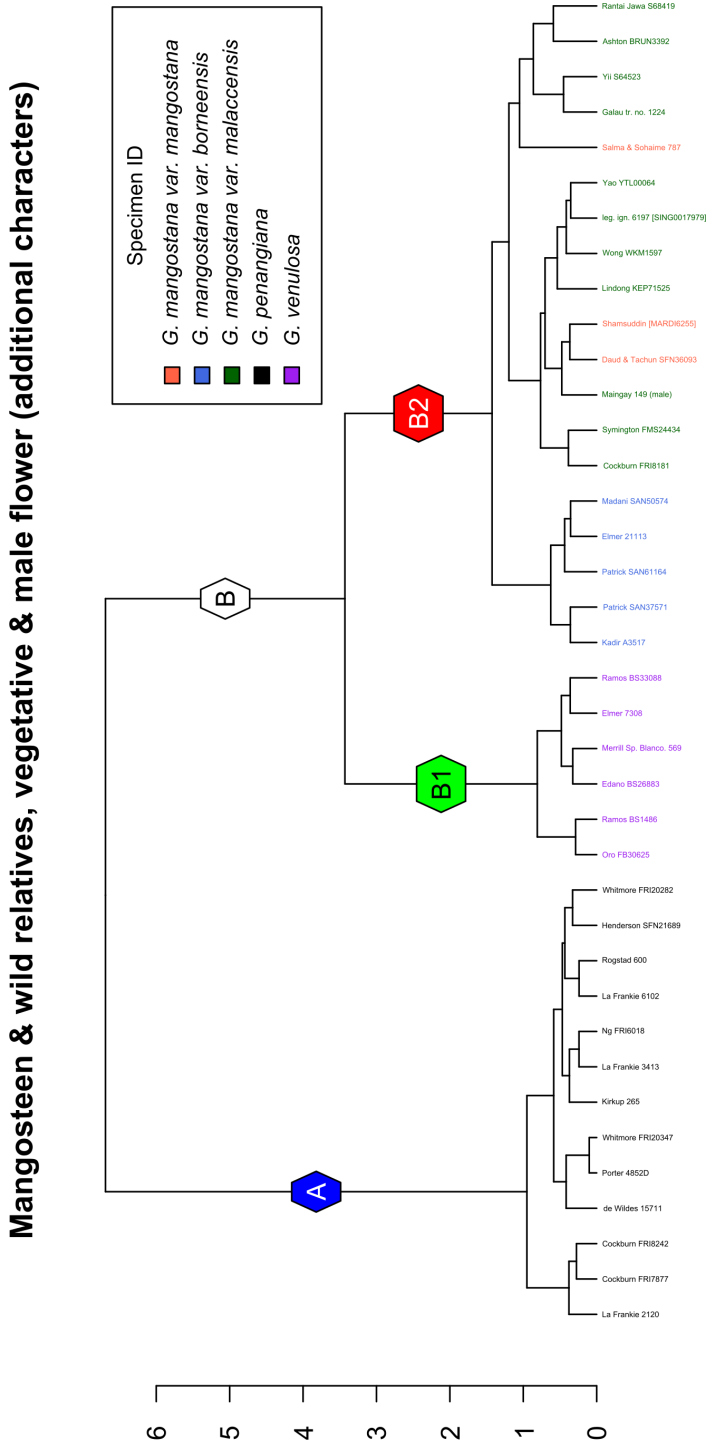 Mangosteen & wild relatives, vegetative & male flower (additional characters)
Specimen ID
G. mangostana var. mangostana
G. mangostana var. borneensis
G. mangostana var. malaccensis
G. penangiana
G. venulosa
B
B2
B1
A
6
5
4
3
2
1
0
Rantai Jawa S68419
Ashton BRUN3392
Yii S64523
Galau tr. no. 1224
Salma & Sohaime 787
Yao YTL00064
leg. ign. 6197 [SING0017979]
Wong WKM1597
Lindong KEP71525
Shamsuddin [MARDI6255]
Daud & Tachun SFN36093
Maingay 149 (male)
Symington FMS24434
Cockburn FRI8181
Madani SAN50574
Elmer 21113
Patrick SAN61164
Patrick SAN37571
Kadir A3517
Ramos BS33088
Elmer 7308
Merrill Sp. Blanco. 569
Edano BS26883
Ramos BS1486
Oro FB30625
Whitmore FRI20282
Henderson SFN21689
Rogstad 600
La Frankie 6102
Ng FRI6018
La Frankie 3413
Kirkup 265
Whitmore FRI20347
Porter 4852D
de Wildes 15711
Cockburn FRI8242
Cockburn FRI7877
La Frankie 2120